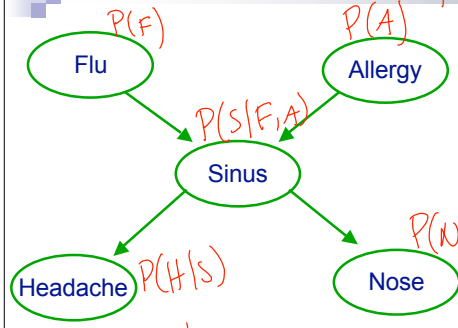 P(F)
P(A)
Flu
Allergy
P(S|F,A)
Sinus
P(N
Headache
P(H|S)
Nose